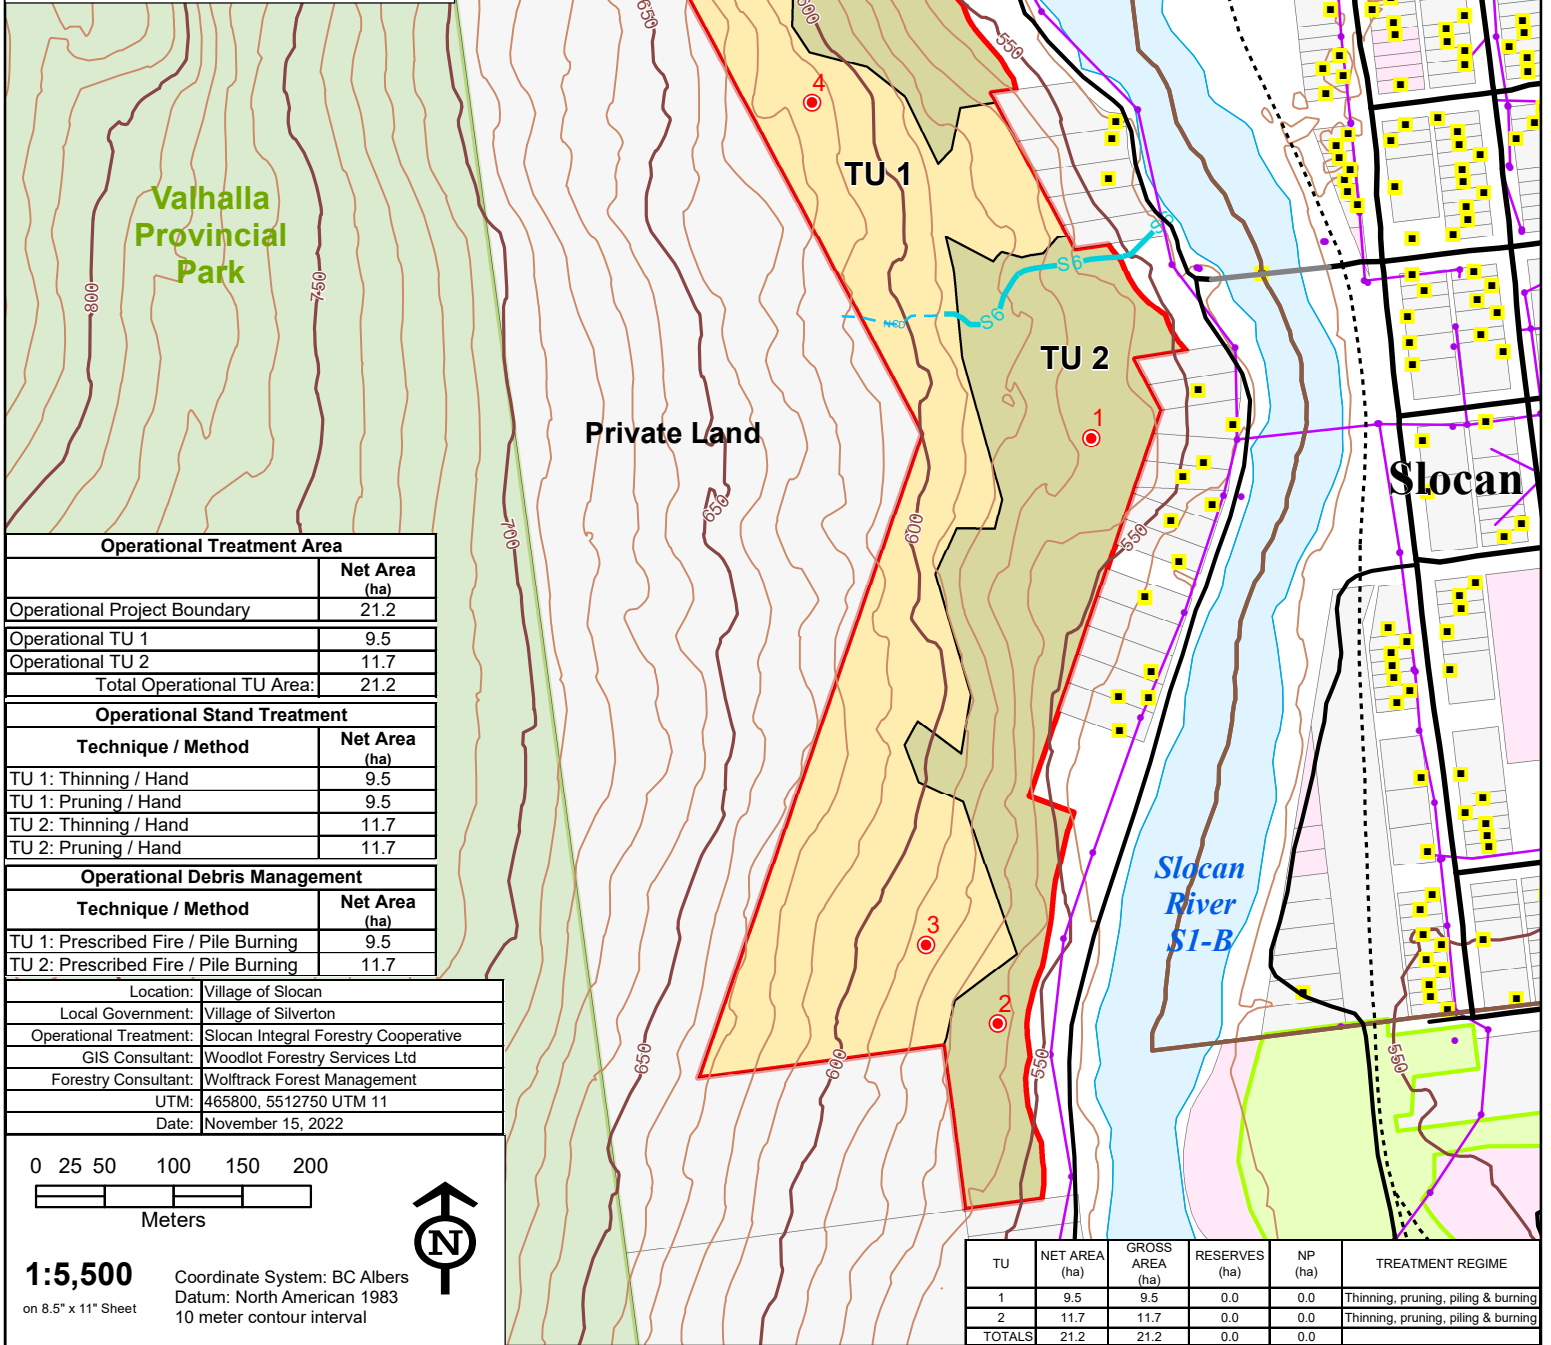 650
600
550
4
TU 1
Valhalla
Provincial
Park
S6
S6
S6
NCD
800
750
TU 2
1
Private Land
Slocan
650
600
550
700
Operational Treatment Area
Net Area
(ha)
Operational Project Boundary 21.2
Operational TU 1 9.5
Operational TU 2 11.7
Total Operational TU Area: 21.2
Operational Stand Treatment
Technique / Method Net Area
(ha)
TU 1: Thinning / Hand 9.5
TU 1: Pruning / Hand 9.5
TU 2: Thinning / Hand 11.7
TU 2: Pruning / Hand 11.7
Operational Debris Management
Technique / Method Net Area
(ha)
TU 1: Prescribed Fire / Pile Burning 9.5
TU 2: Prescribed Fire / Pile Burning 11.7
Slocan
River
S1-B
3
2
650
600
550
550
Location: Village of Slocan
Local Government: Village of Silverton
Operational Treatment: Slocan Integral Forestry Cooperative
GIS Consultant: Woodlot Forestry Services Ltd
Forestry Consultant: Wolftrack Forest Management
UTM: 465800, 5512750 UTM 11
Date: November 15, 2022
0 25 50 100 150 200
Meters
N
1:5,500
on 8.5" x 11" Sheet
Coordinate System: BC Albers
Datum: North American 1983
10 meter contour interval
TU NET AREA (ha) GROSS AREA (ha) RESERVES (ha) NP (ha) TREATMENT REGIME
1 9.5 9.5 0.0 0.0 Thinning, pruning, piling & burning
2 11.7 11.7 0.0 0.0 Thinning, pruning, piling & burning
TOTALS 21.2 21.2 0.0 0.0